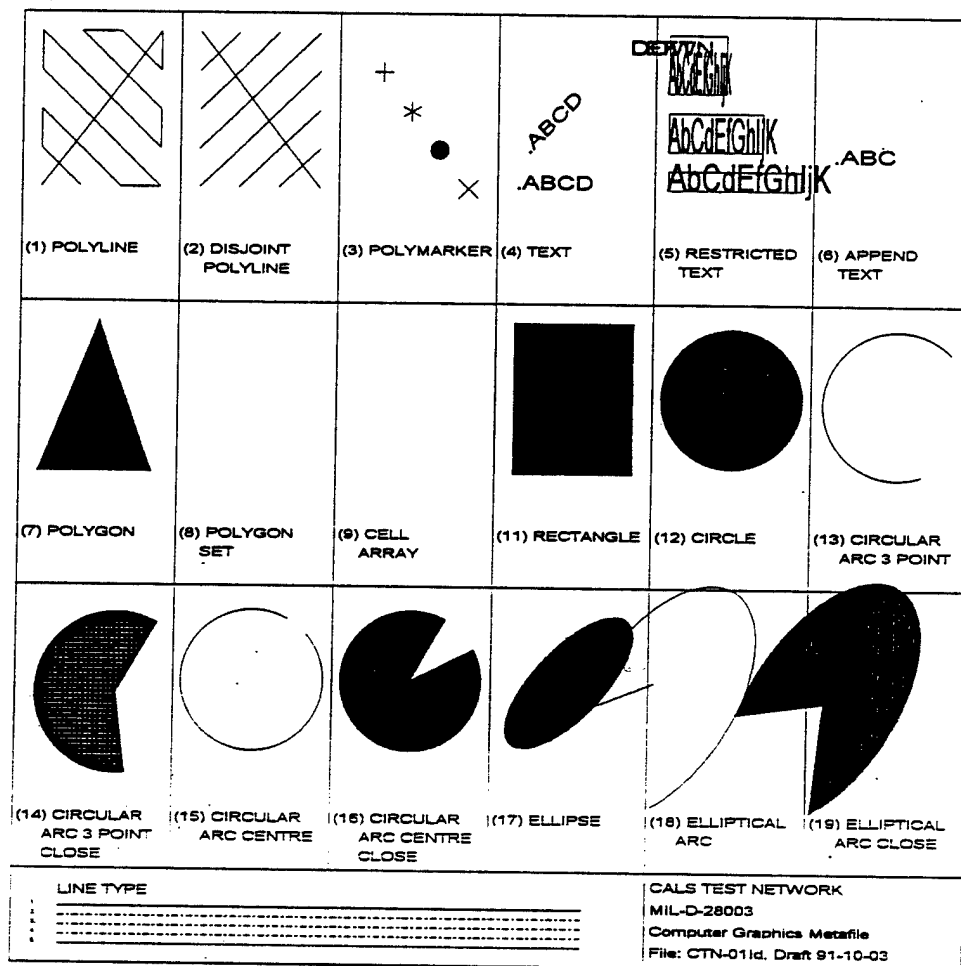 .ABCD
.ABCD
AbCdEfGhIjK
AbCdEfGhIjK
AbCdEfGhIjK
.ABC
(1) POLYLINE
(2) DISJOINT
POLYLINE
(3) POLYMARKER
(4) TEXT
(5) RESTRICTED
TEXT
(6) APPEND
TEXT
(7) POLYGON
(8) POLYGON
SET
(9) CELL
ARRAY
(11) RECTANGLE
(12) CIRCLE
(13) CIRCULAR
ARC 3 POINT
(14) CIRCULAR
ARC 3 POINT
CLOSE
(15) CIRCULAR
ARC CENTRE
(16) CIRCULAR
ARC CENTRE
CLOSE
(17) ELLIPSE
(18) ELLIPTICAL
ARC
(19) ELLIPTICAL
ARC CLOSE
LINE TYPE
CALS TEST NETWORK
MIL-D-28003
Computer Graphics Metafile
File: CTN-01Id, Draft 91-10-03